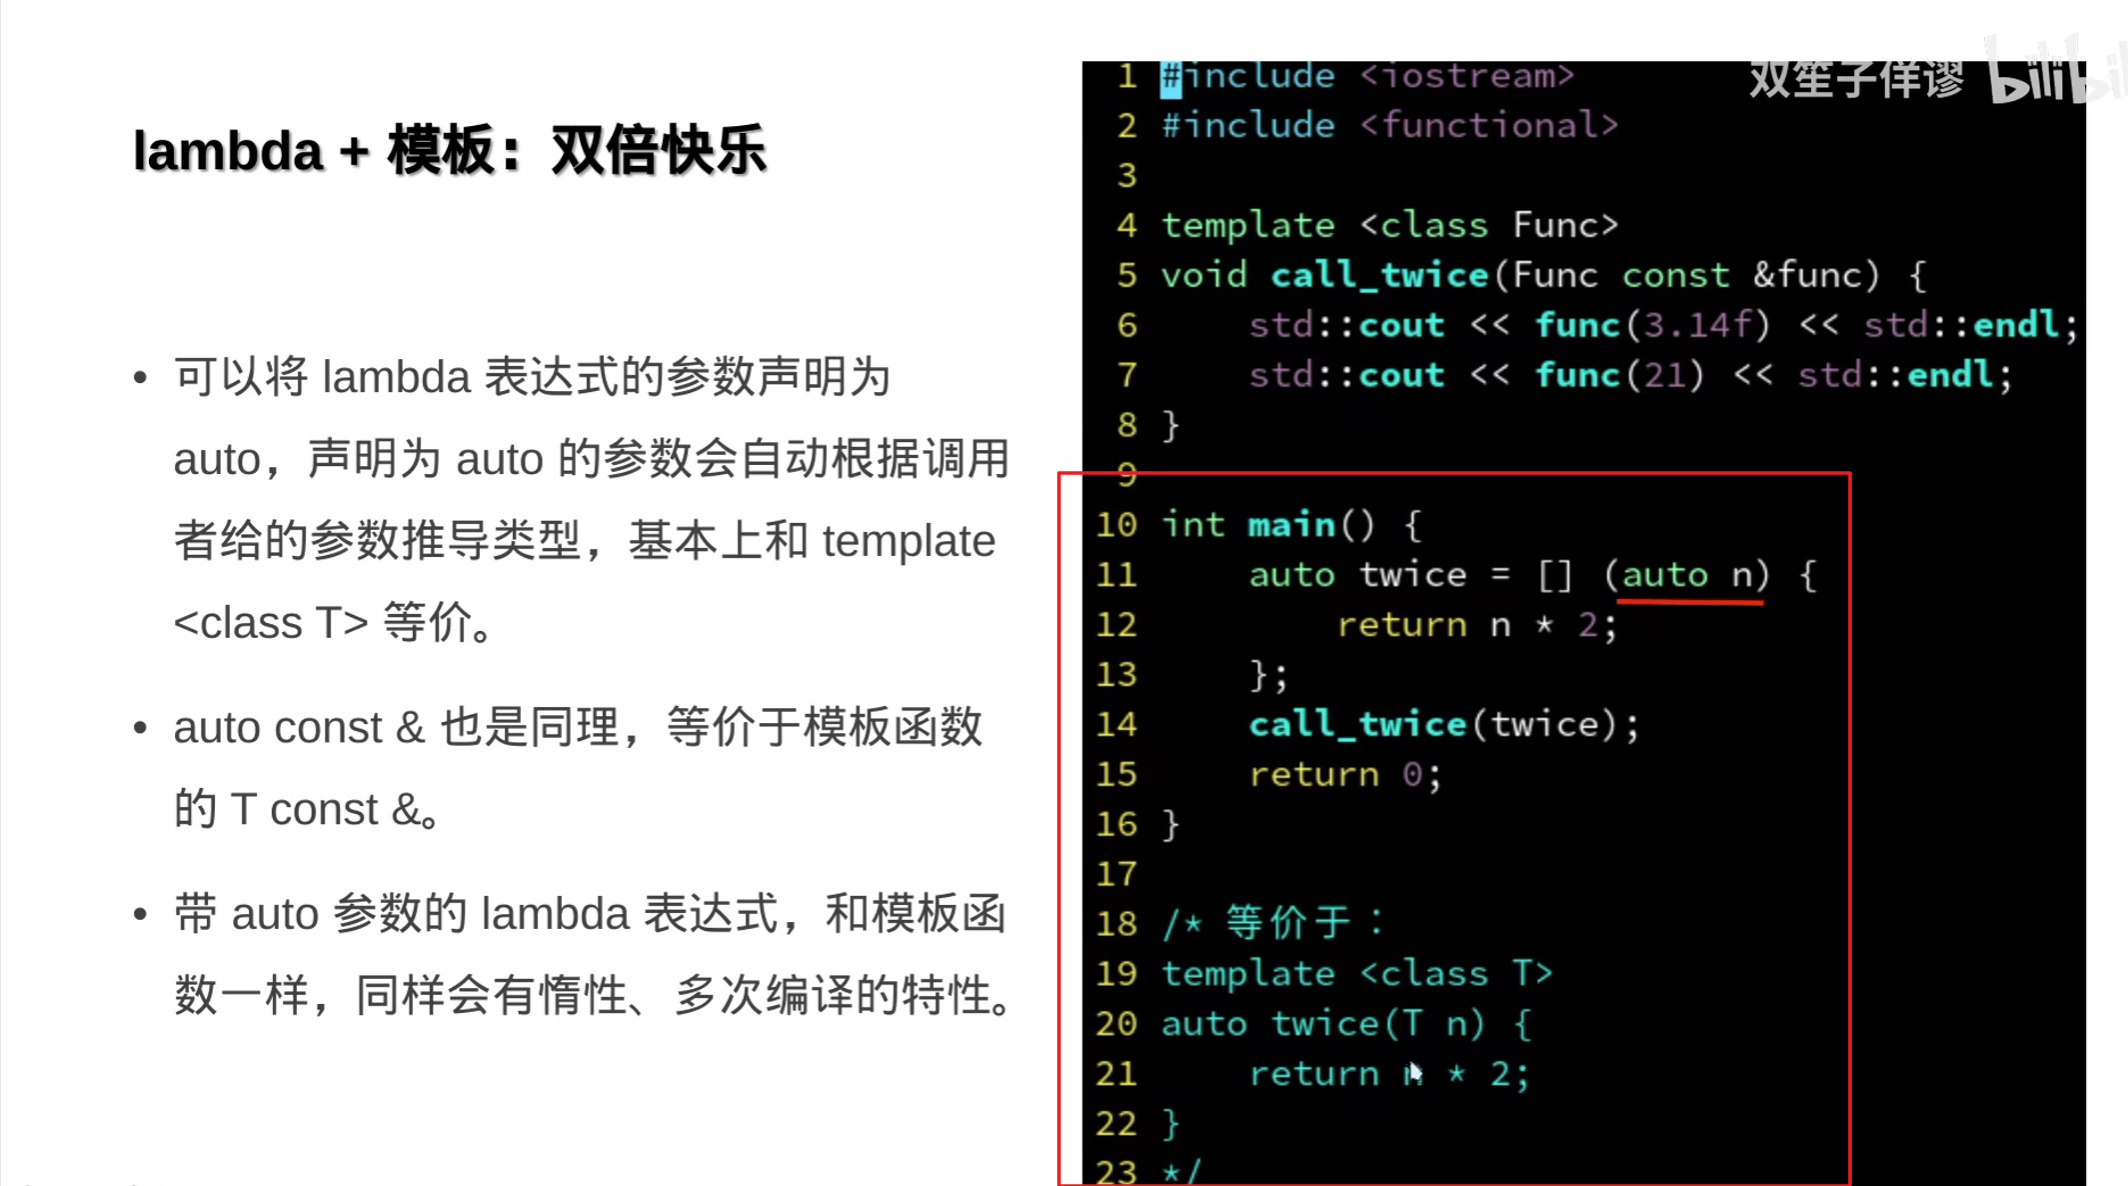 lambda + 模板：双倍快乐
• 可以将 lambda 表达式的参数声明为
auto，声明为 auto 的参数会自动根据调用
者给的参数推导类型，基本上和 template
<class T> 等价。
• auto const & 也是同理，等价于模板函数
的 T const &。
• 带 auto 参数的 lambda 表达式，和模板函
数一样，同样会有惰性、多次编译的特性。
双笙子佯谬 bilibili
1 #include <iostream>
2 #include <functional>
3
4 template <class Func>
5 void call_twice(Func const &func) {
6     std::cout << func(3.14f) << std::endl;
7     std::cout << func(21) << std::endl;
8 }
9
10 int main() {
11     auto twice = [] (auto n) {
12         return n * 2;
13     };
14     call_twice(twice);
15     return 0;
16 }
17
18 /* 等价于：
19 template <class T>
20 auto twice(T n) {
21     return n * 2;
22 }
23 */